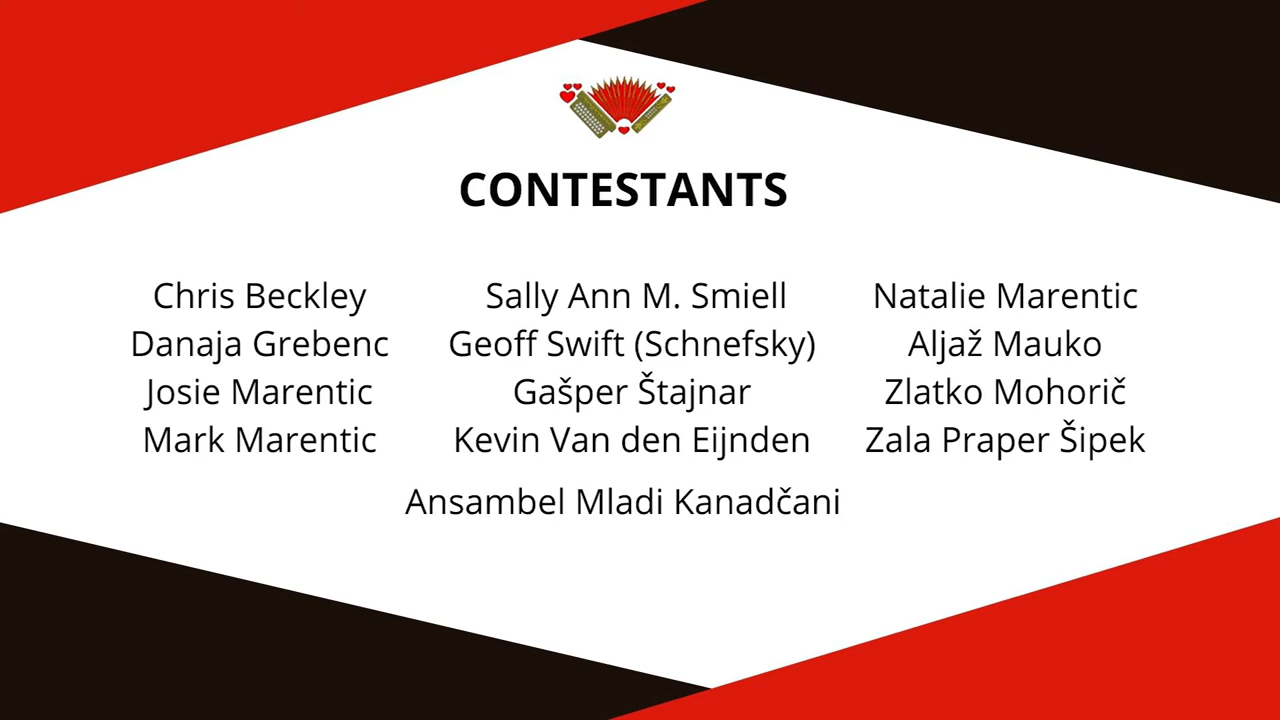 CONTESTANTS
Chris Beckley
Danaja Grebenc
Josie Marentic
Mark Marentic
Sally Ann M. Smiell
Geoff Swift (Schnefsky)
Gašper Štajnar
Kevin Van den Eijnden
Natalie Marentic
Aljaž Mauko
Zlatko Mohorič
Zala Praper Šipek
Ansambel Mladi Kanadčani